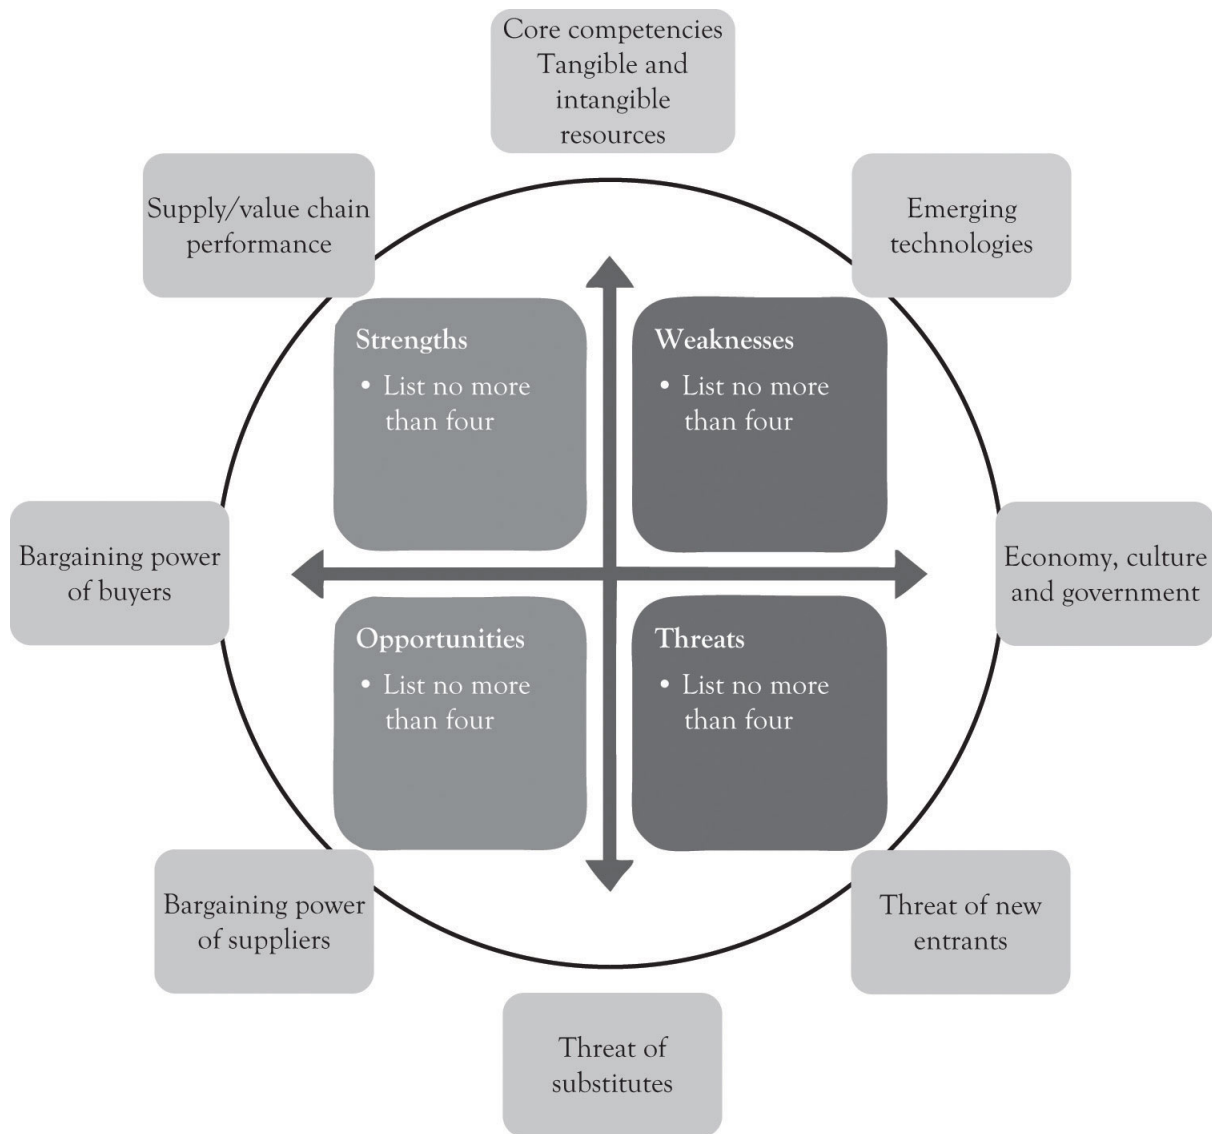 Core competencies
Tangible and
intangible
resources
Supply/value chain
performance
Emerging
technologies
Strengths
• List no more
than four
Weaknesses
• List no more
than four
Bargaining power
of buyers
Economy, culture
and government
Opportunities
• List no more
than four
Threats
• List no more
than four
Bargaining power
of suppliers
Threat of new
entrants
Threat of
substitutes